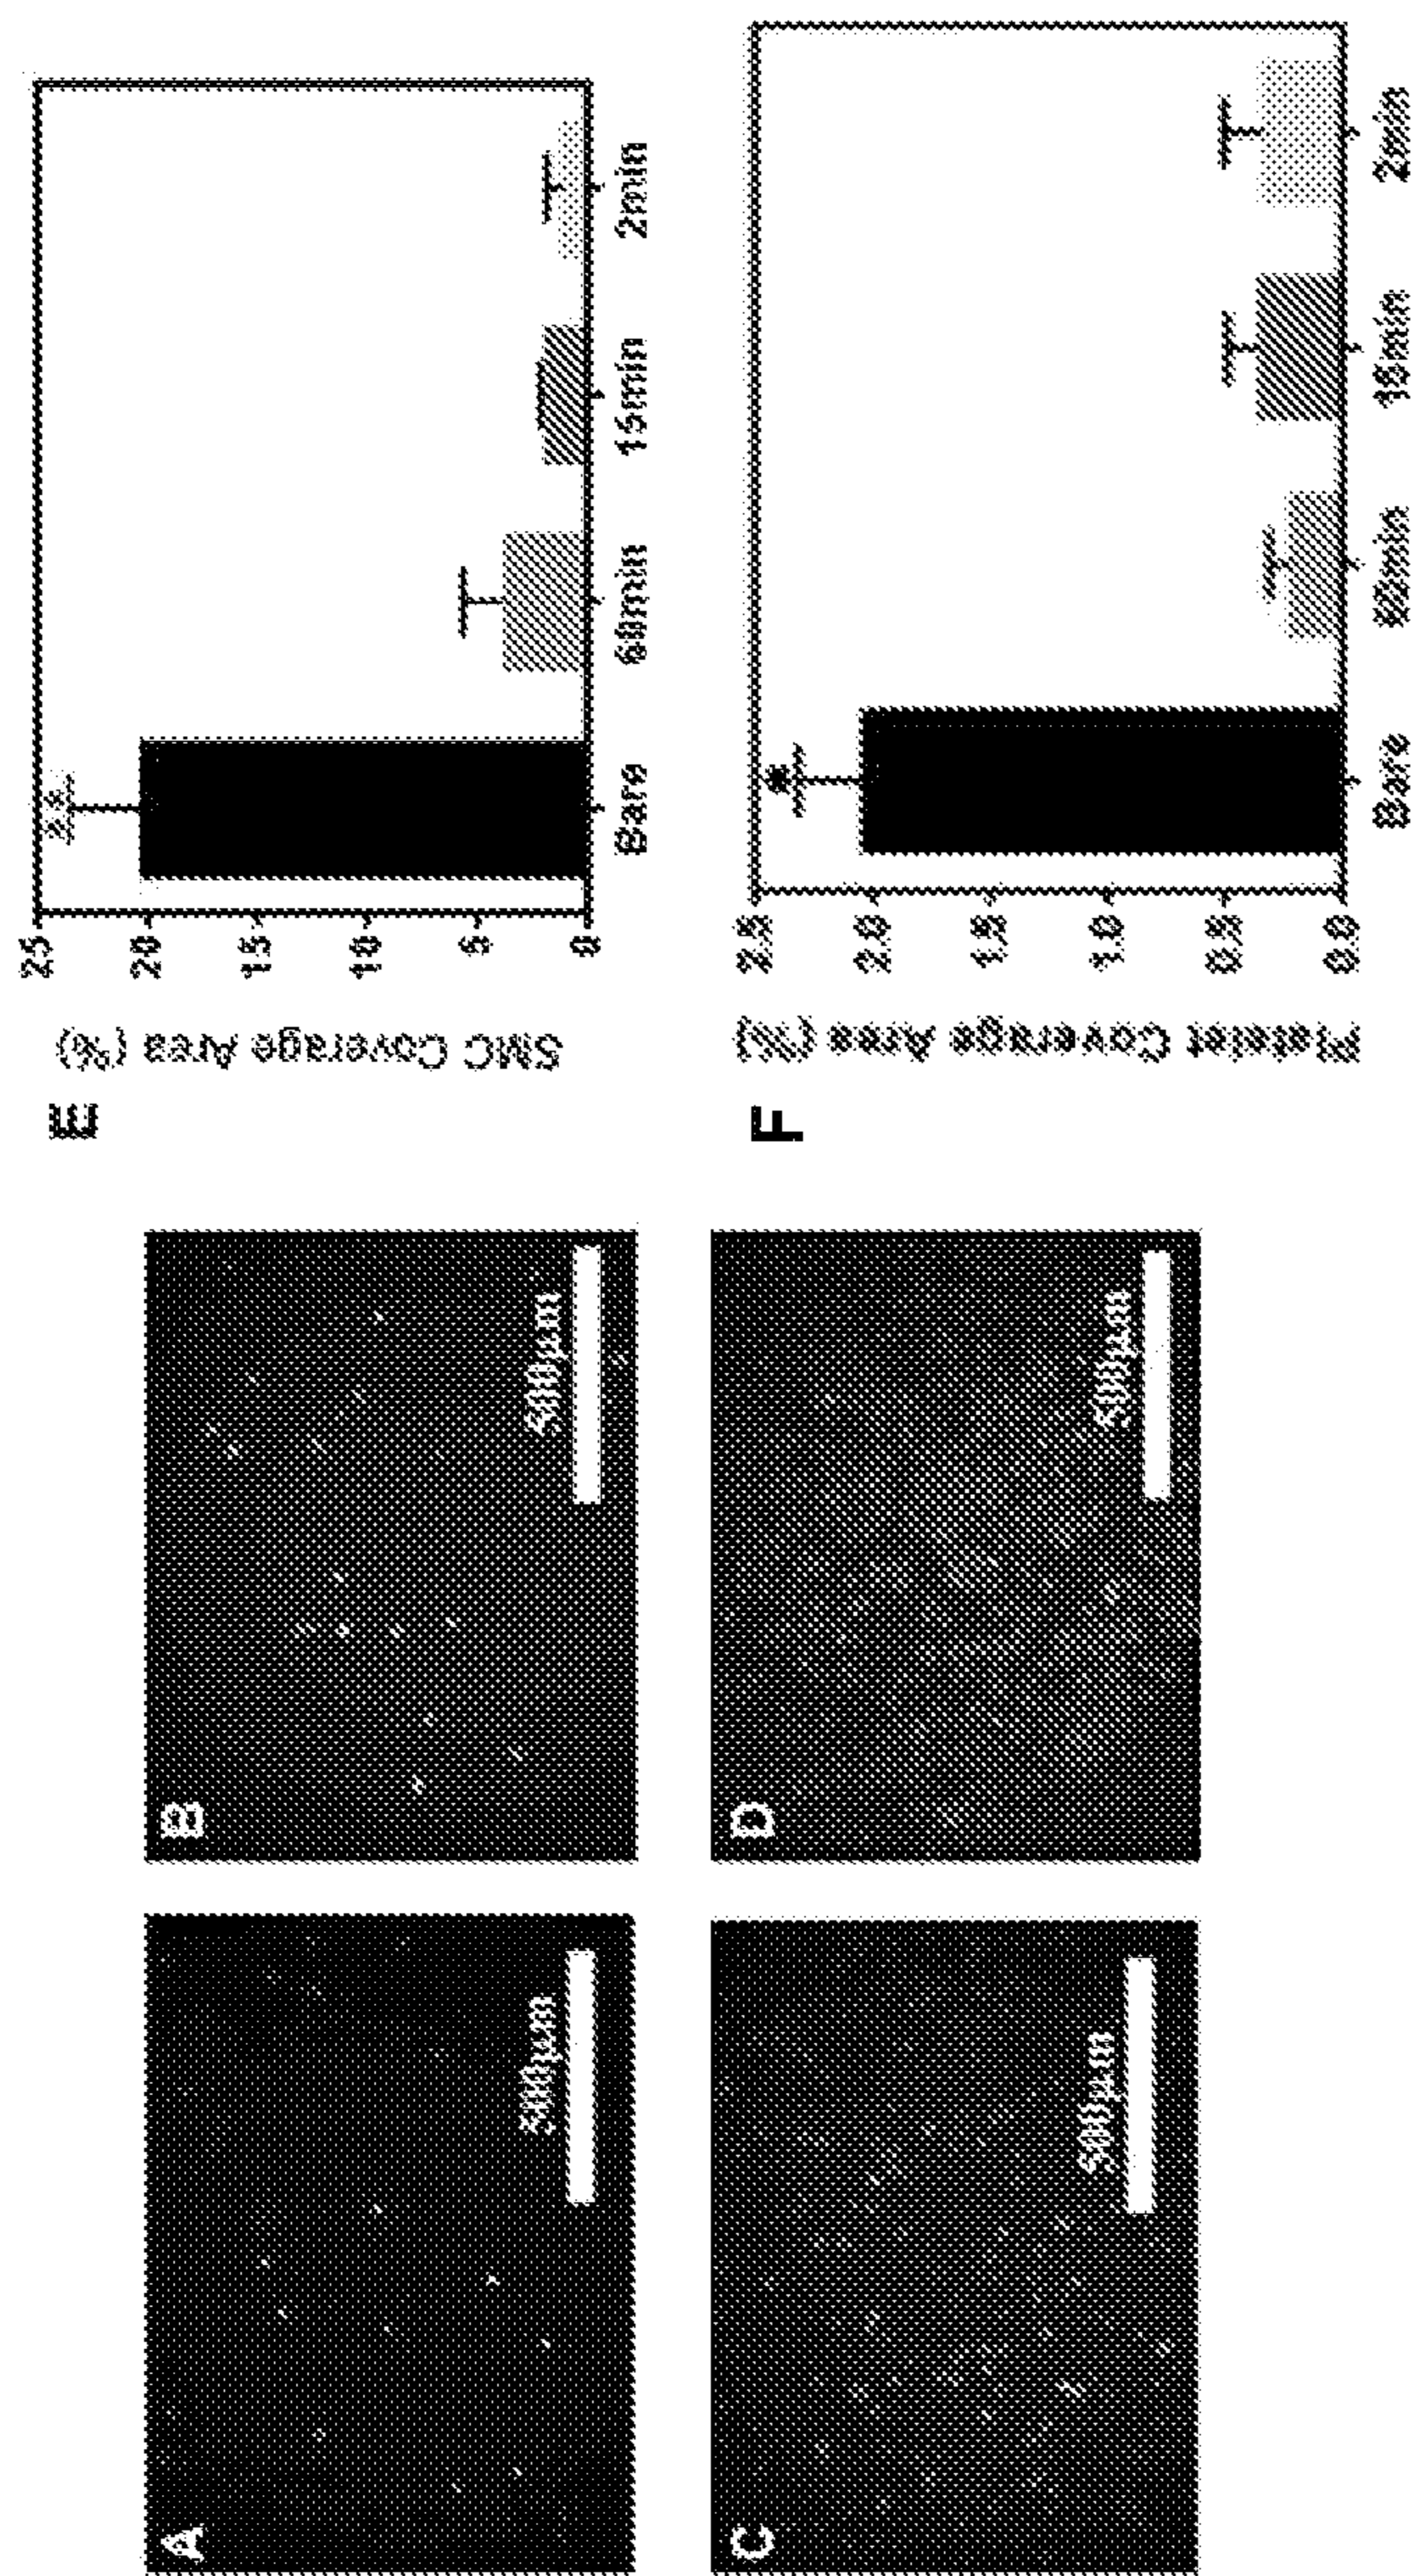 A
500µm
B
500µm
C
500µm
D
500µm
E
SMC Coverage Area (%)
25
20
15
10
5
0
Bare
60min
15min
2min
F
Platelet Coverage Area (%)
2.5
2.0
1.5
1.0
0.5
0.0
*
Bare
60min
15min
2min